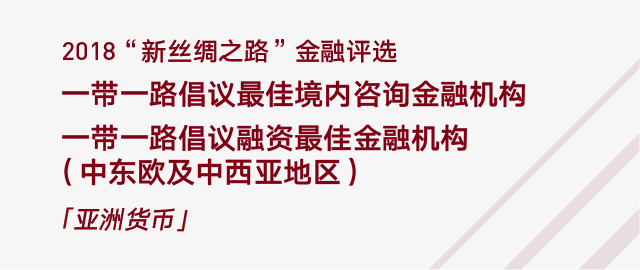 2018“新丝绸之路”金融评选
一带一路倡议最佳境内咨询金融机构
一带一路倡议融资最佳金融机构
(中东欧及中西亚地区)
「亚洲货币」